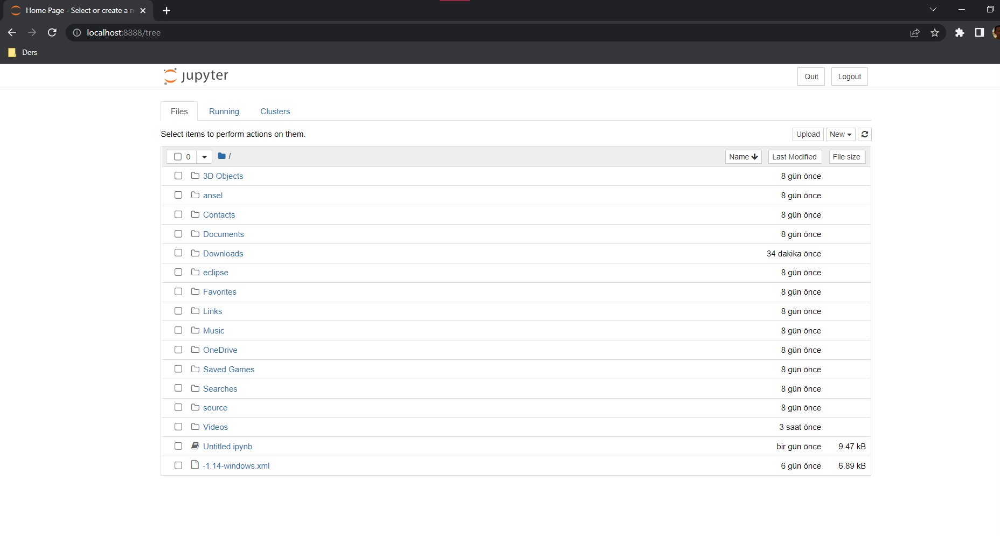 Home Page - Select or create a n
localhost:8888/tree
Ders
jupyter
Quit
Logout
Files
Running
Clusters
Select items to perform actions on them.
Upload
New
0
/
Name
Last Modified
File size
3D Objects 8 gün önce
ansel 8 gün önce
Contacts 8 gün önce
Documents 8 gün önce
Downloads 34 dakika önce
eclipse 8 gün önce
Favorites 8 gün önce
Links 8 gün önce
Music 8 gün önce
OneDrive 8 gün önce
Saved Games 8 gün önce
Searches 8 gün önce
source 8 gün önce
Videos 3 saat önce
Untitled.ipynb bir gün önce 9.47 kB
-1.14-windows.xml 6 gün önce 6.89 kB